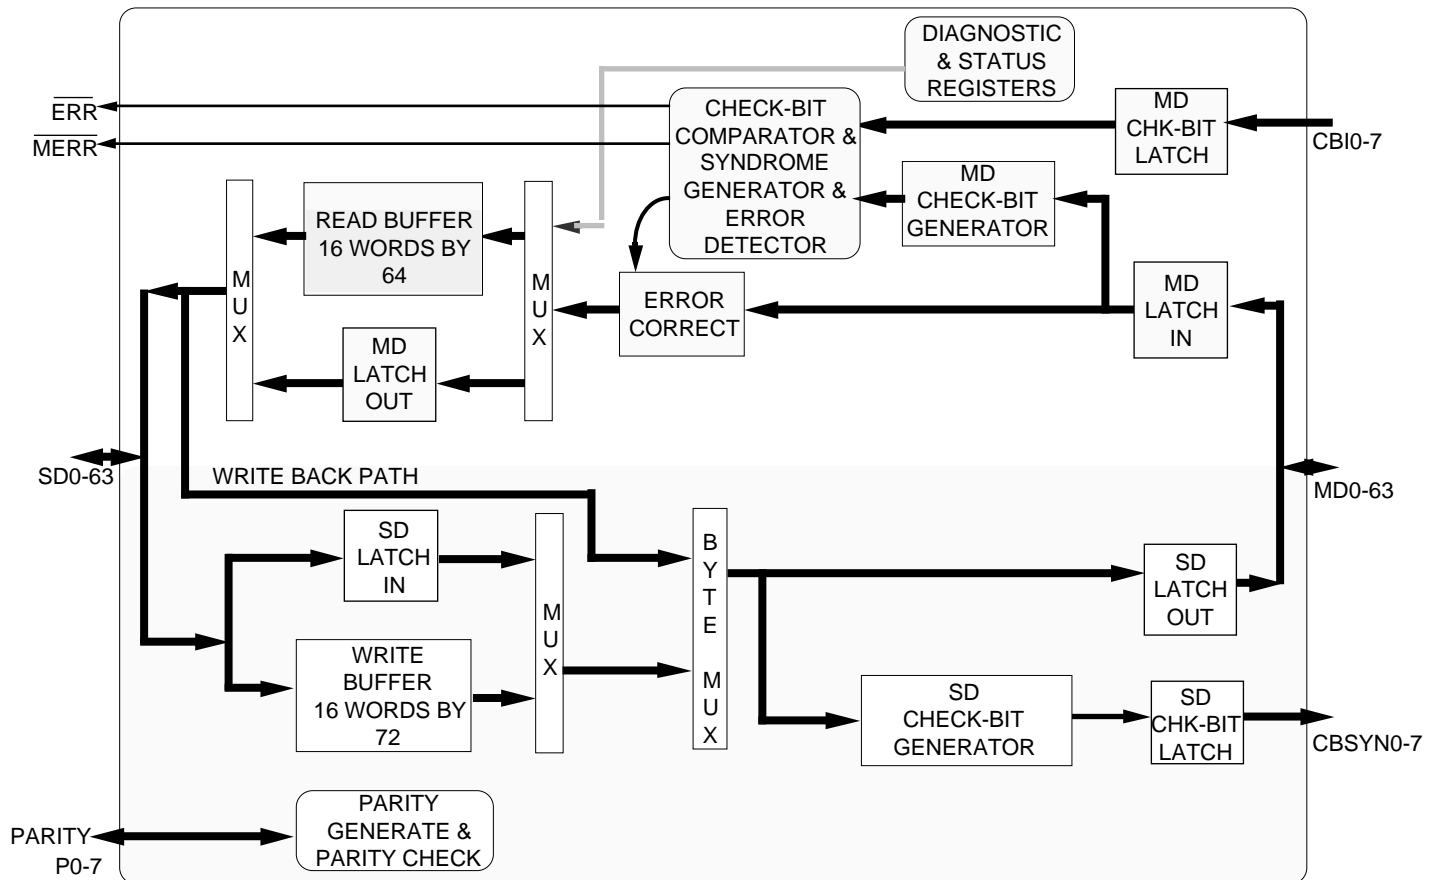 DIAGNOSTIC
& STATUS
REGISTERS
ERR
MERR
CHECK-BIT
COMPARATOR &
SYNDROME
GENERATOR &
ERROR
DETECTOR
MD
CHK-BIT
LATCH
CBI0-7
MD
CHECK-BIT
GENERATOR
READ BUFFER
16 WORDS BY
64
M
U
X
M
U
X
ERROR
CORRECT
MD
LATCH
IN
MD
LATCH
OUT
SD0-63
WRITE BACK PATH
MD0-63
SD
LATCH
IN
M
U
X
B
Y
T
E
M
U
X
SD
LATCH
OUT
WRITE
BUFFER
16 WORDS BY
72
SD
CHECK-BIT
GENERATOR
SD
CHK-BIT
LATCH
CBSYN0-7
PARITY
P0-7
PARITY
GENERATE &
PARITY CHECK